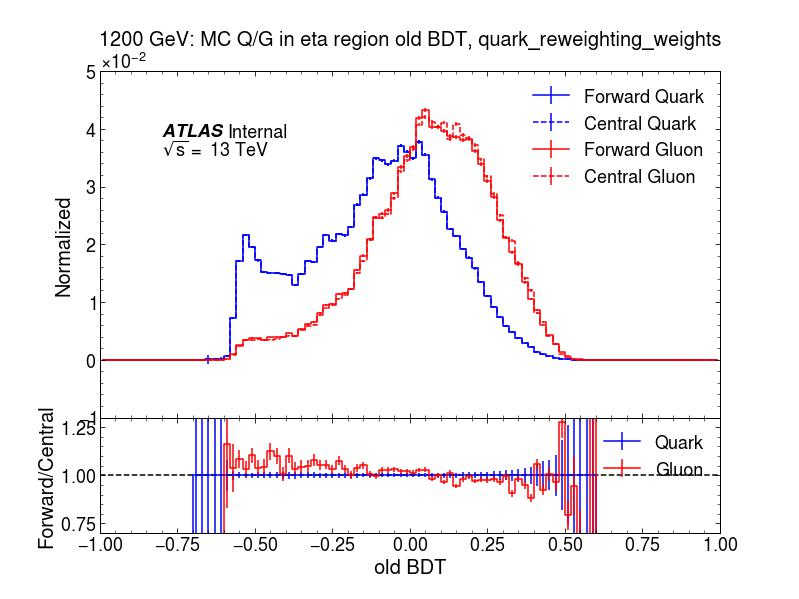 1200 GeV: MC Q/G in eta region old BDT, quark_reweighting_weights
×10⁻²
5
4
3
2
1
0
−1
Normalized
ATLAS Internal
√s = 13 TeV
Forward Quark
Central Quark
Forward Gluon
Central Gluon
1.25
1.00
0.75
Forward/Central
Quark
Gluon
−1.00 −0.75 −0.50 −0.25 0.00 0.25 0.50 0.75 1.00
old BDT